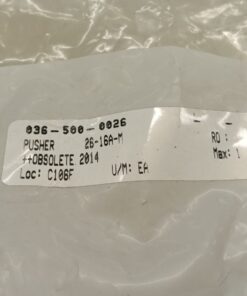 036-500-0026 - -
PUSHER 26-16A-M RO :
++OBSOLETE 2014 Max: 1
Loc: C106F U/M: EA